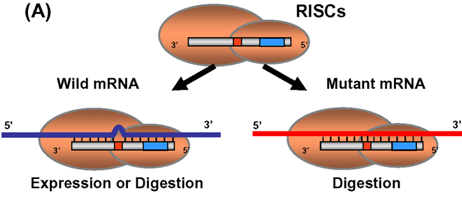 (A)
RISCs
3’ 5’
Wild mRNA
Mutant mRNA
5’ 3’
5’ 3’
3’ 5’
3’ 5’
Expression or Digestion
Digestion